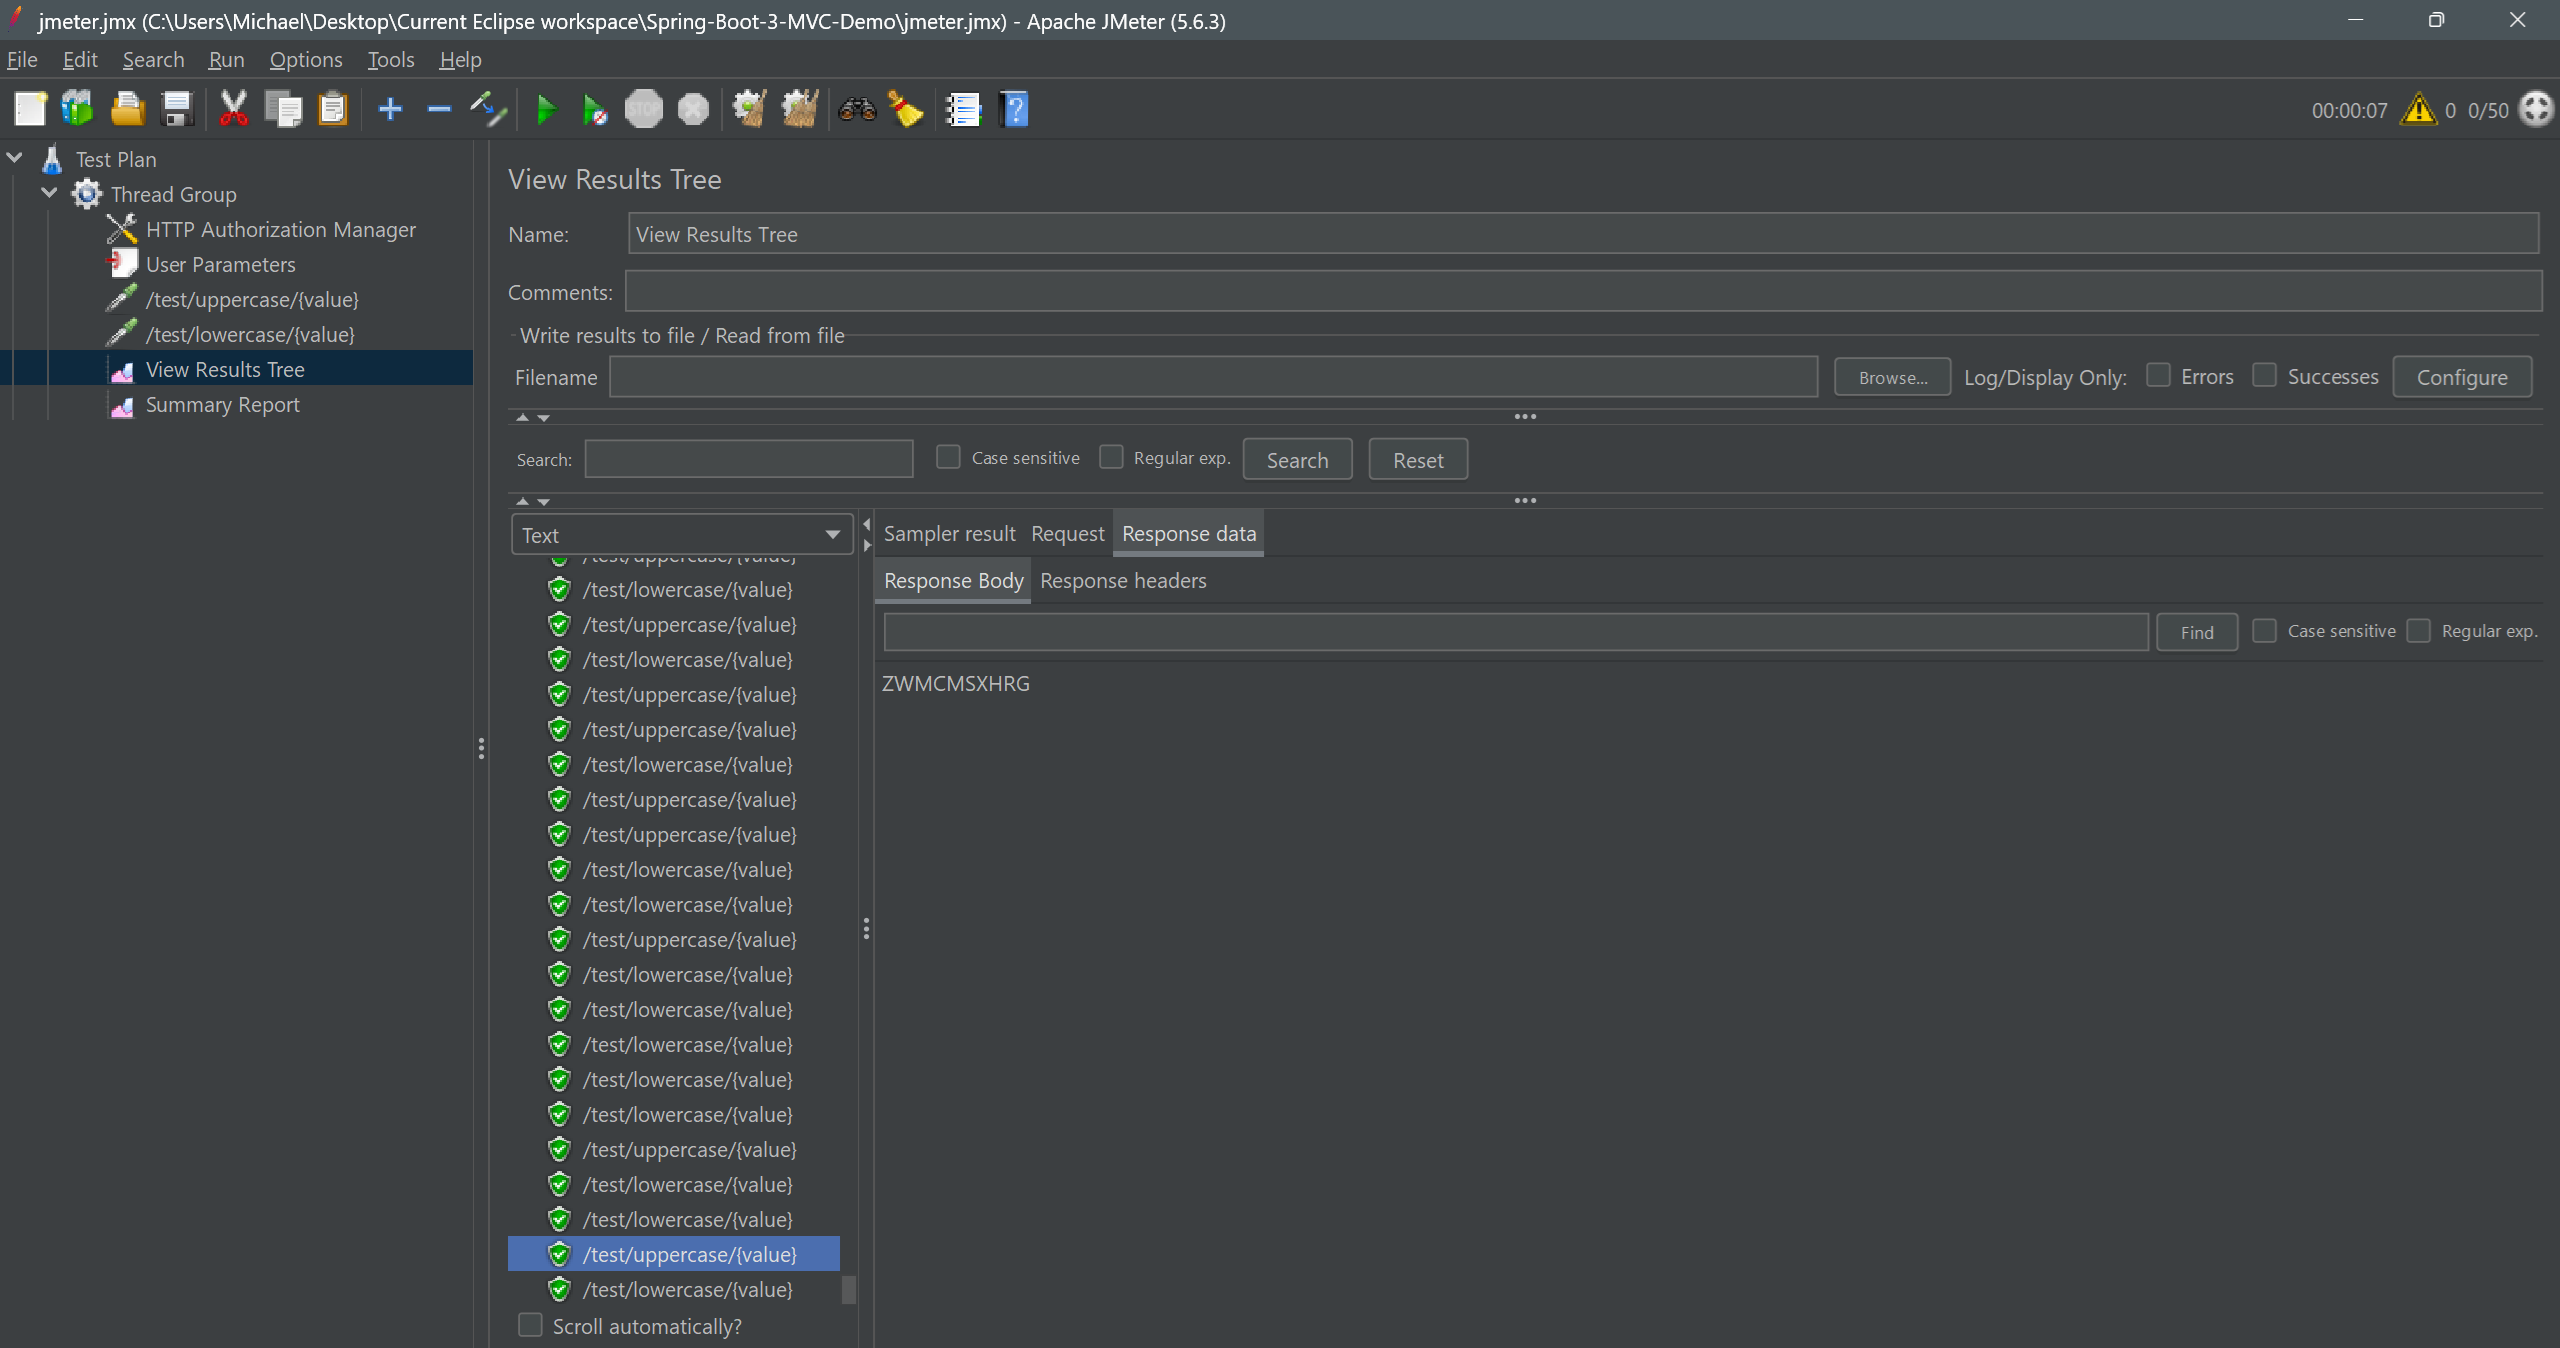 jmeter.jmx (C:\Users\Michael\Desktop\Current Eclipse workspace\Spring-Boot-3-MVC-Demo\jmeter.jmx) - Apache JMeter (5.6.3)
File Edit Search Run Options Tools Help
STOP
00:00:07 0 0/50
Test Plan
Thread Group
HTTP Authorization Manager
User Parameters
/test/uppercase/{value}
/test/lowercase/{value}
View Results Tree
Summary Report
View Results Tree
Name: View Results Tree
Comments:
Write results to file / Read from file
Filename Browse... Log/Display Only: Errors Successes Configure
Search: Case sensitive Regular exp. Search Reset
Text
/test/uppercase/{value}
/test/lowercase/{value}
/test/uppercase/{value}
/test/lowercase/{value}
/test/uppercase/{value}
/test/uppercase/{value}
/test/lowercase/{value}
/test/uppercase/{value}
/test/uppercase/{value}
/test/lowercase/{value}
/test/lowercase/{value}
/test/uppercase/{value}
/test/lowercase/{value}
/test/lowercase/{value}
/test/lowercase/{value}
/test/lowercase/{value}
/test/lowercase/{value}
/test/uppercase/{value}
/test/lowercase/{value}
/test/lowercase/{value}
/test/uppercase/{value}
/test/lowercase/{value}
Scroll automatically?
Sampler result Request Response data
Response Body Response headers
Find Case sensitive Regular exp.
ZWMCMSXHRG